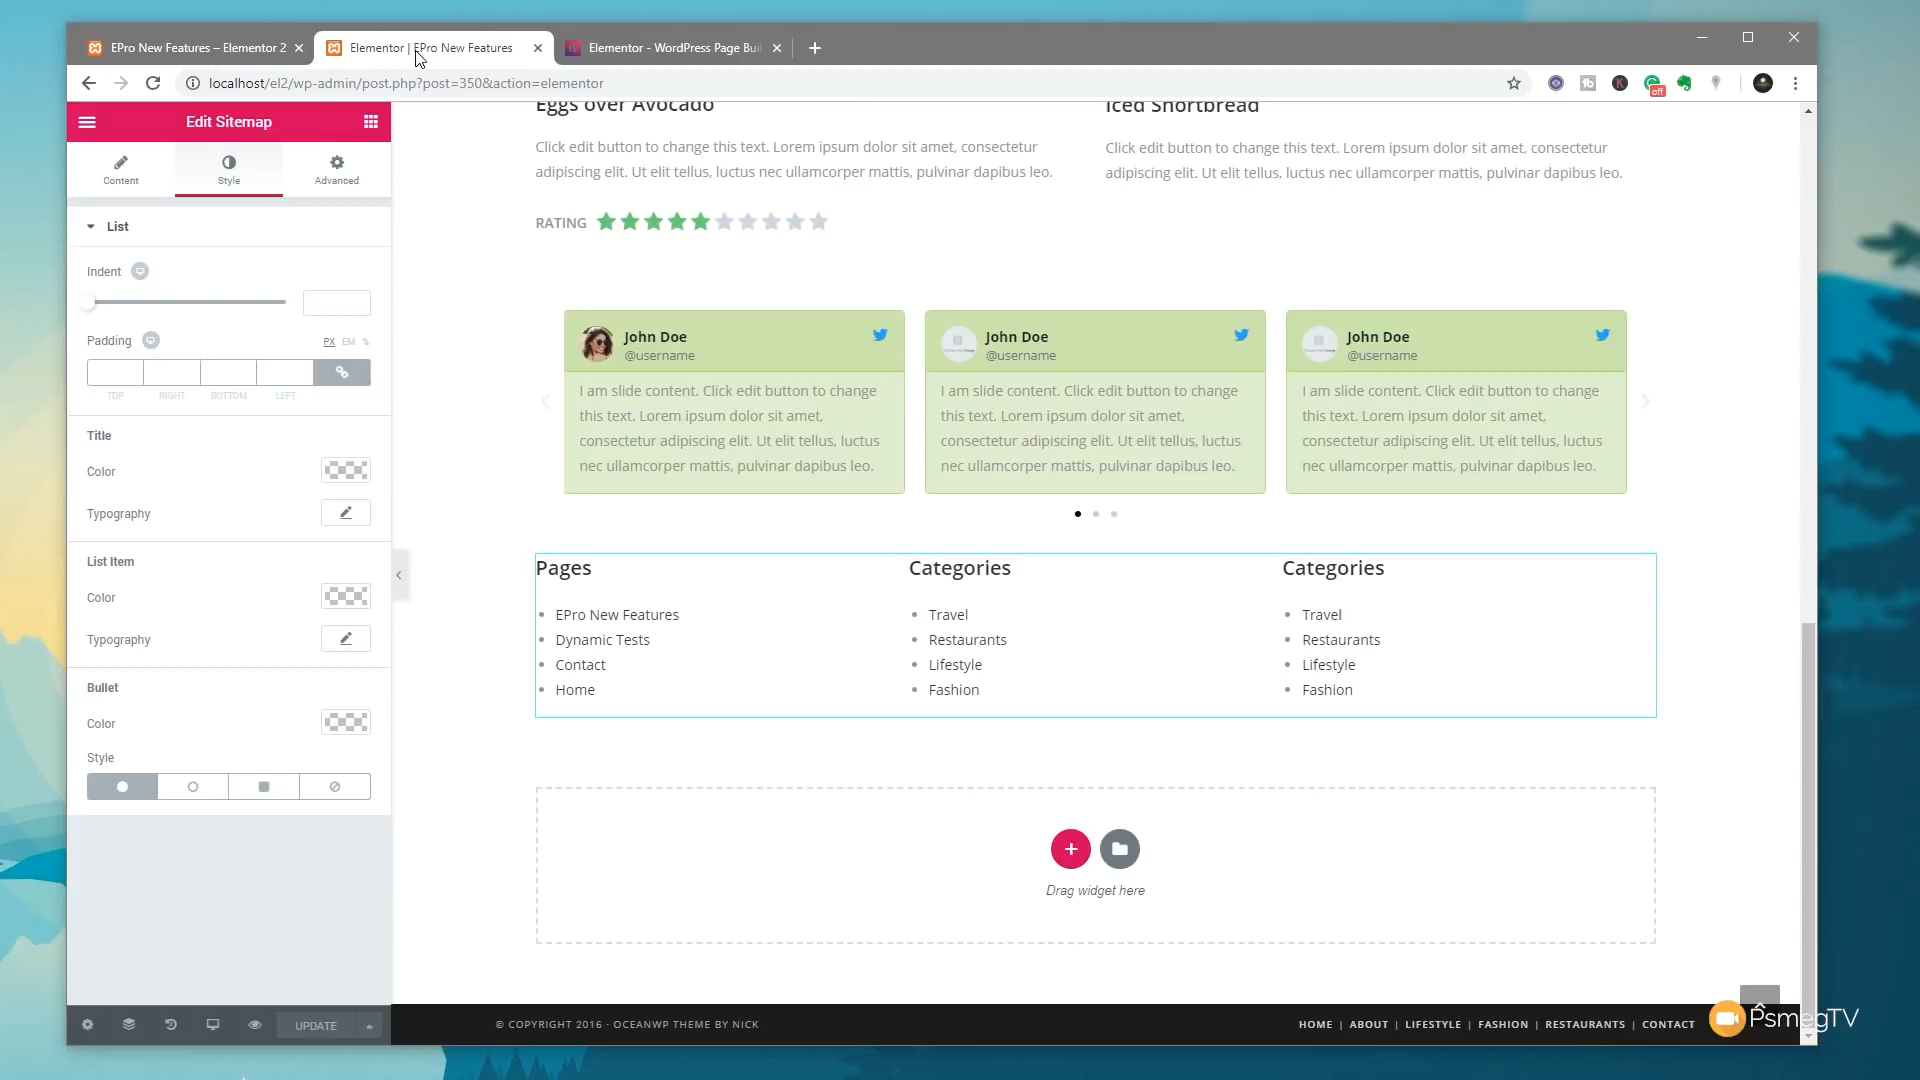 EPro New Features – Elementor 2
Elementor | EPro New Features
Elementor - WordPress Page Bui
localhost/el2/wp-admin/post.php?post=350&action=elementor
off
Edit Sitemap
Content
Style
Advanced
List
Indent
Padding
PX EM %
TOP RIGHT BOTTOM LEFT
Title
Color
Typography
List Item
Color
Typography
Bullet
Color
Style
UPDATE
Eggs over Avocado
Click edit button to change this text. Lorem ipsum dolor sit amet, consectetur
adipiscing elit. Ut elit tellus, luctus nec ullamcorper mattis, pulvinar dapibus leo.
RATING
Iced Shortbread
Click edit button to change this text. Lorem ipsum dolor sit amet, consectetur
adipiscing elit. Ut elit tellus, luctus nec ullamcorper mattis, pulvinar dapibus leo.
John Doe
@username
I am slide content. Click edit button to change
this text. Lorem ipsum dolor sit amet,
consectetur adipiscing elit. Ut elit tellus, luctus
nec ullamcorper mattis, pulvinar dapibus leo.
John Doe
@username
I am slide content. Click edit button to change
this text. Lorem ipsum dolor sit amet,
consectetur adipiscing elit. Ut elit tellus, luctus
nec ullamcorper mattis, pulvinar dapibus leo.
John Doe
@username
I am slide content. Click edit button to change
this text. Lorem ipsum dolor sit amet,
consectetur adipiscing elit. Ut elit tellus, luctus
nec ullamcorper mattis, pulvinar dapibus leo.
Pages
EPro New Features
Dynamic Tests
Contact
Home
Categories
Travel
Restaurants
Lifestyle
Fashion
Categories
Travel
Restaurants
Lifestyle
Fashion
Drag widget here
© COPYRIGHT 2016 · OCEANWP THEME BY NICK
HOME | ABOUT | LIFESTYLE | FASHION | RESTAURANTS | CONTACT
PsmegTV